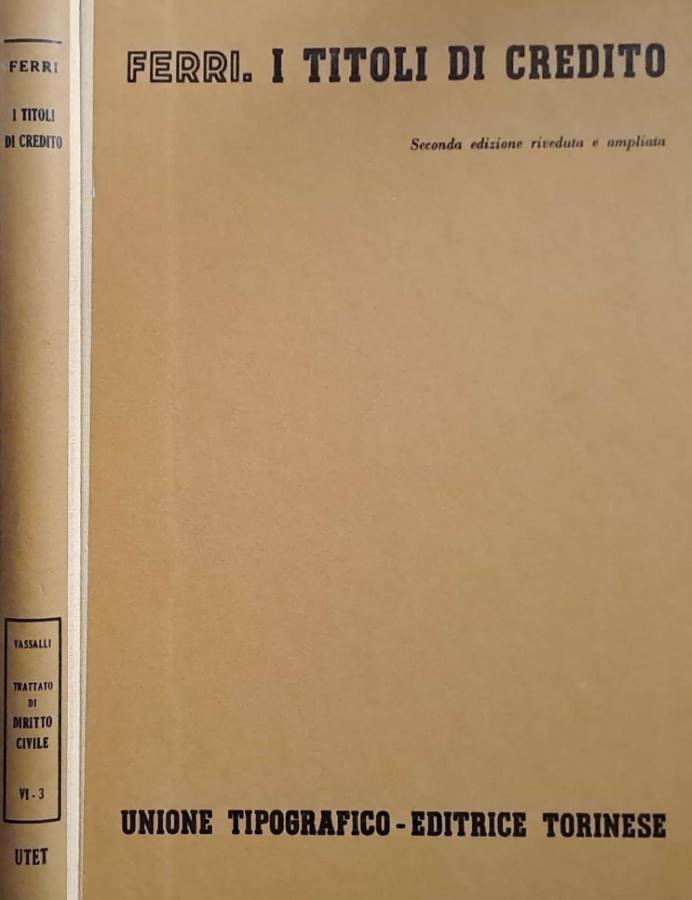 FERRI
I TITOLI
DI CREDITO
VASSALLI
TRATTATO
DI
DIRITTO
CIVILE
VI - 3
UTET
FERRI. I TITOLI DI CREDITO
Seconda edizione riveduta e ampliata
UNIONE TIPOGRAFICO - EDITRICE TORINESE